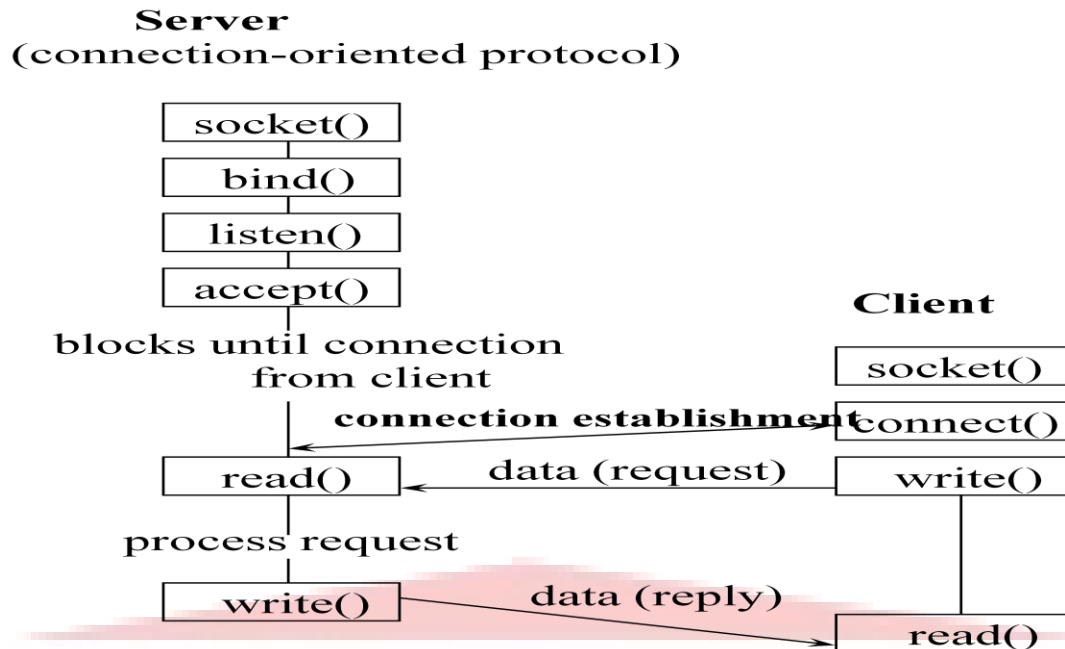 Server
(connection-oriented protocol)
socket()
bind()
listen()
accept()
blocks until connection
from client
Client
socket()
connection establishment
connect()
read()
data (request)
write()
process request
write()
data (reply)
read()